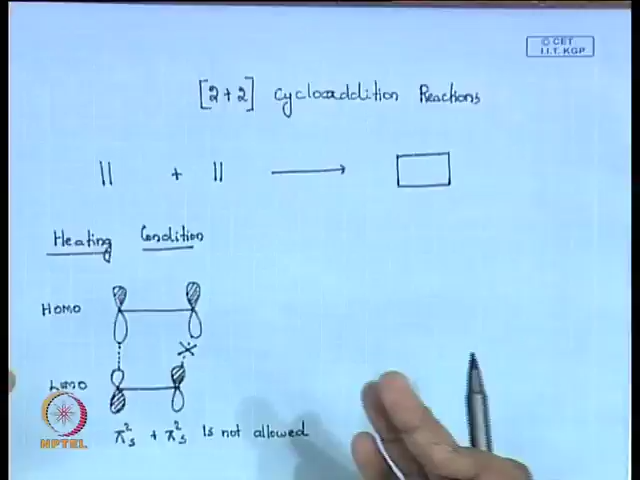 © CET
I.I.T. KGP
[2+2] Cycloaddition Reactions
|| + || ⟶
Heating Condition
HOMO
LUMO
π²s + π²s Is not allowed
NPTEL